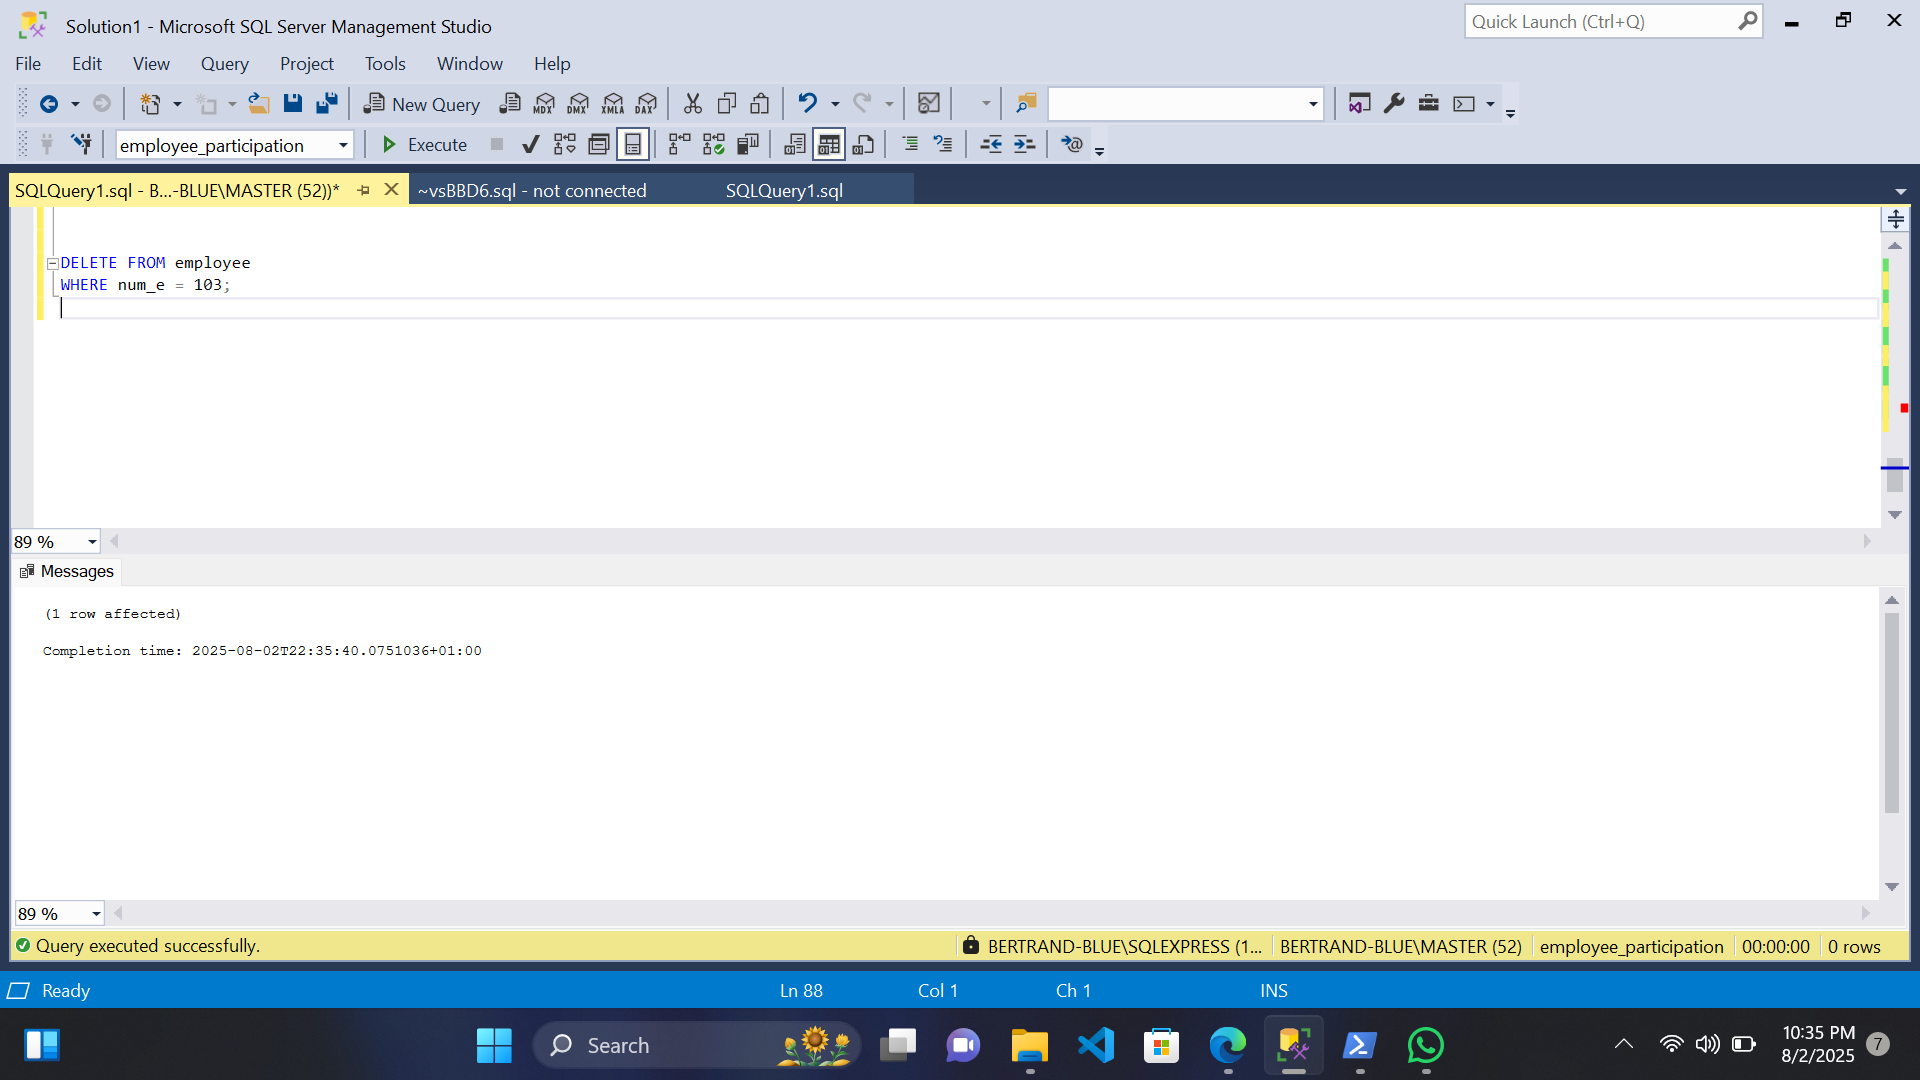 Solution1 - Microsoft SQL Server Management Studio
Quick Launch (Ctrl+Q)
File Edit View Query Project Tools Window Help
New Query MDX DMX XMLA DAX
employee_participation Execute
SQLQuery1.sql - B...-BLUE\MASTER (52))* ~vsBBD6.sql - not connected SQLQuery1.sql
DELETE FROM employee
WHERE num_e = 103;
89 %
Messages
(1 row affected)
Completion time: 2025-08-02T22:35:40.0751036+01:00
89 %
Query executed successfully. BERTRAND-BLUE\SQLEXPRESS (1... BERTRAND-BLUE\MASTER (52) employee_participation 00:00:00 0 rows
Ready Ln 88 Col 1 Ch 1 INS
Search
10:35 PM
8/2/2025
7